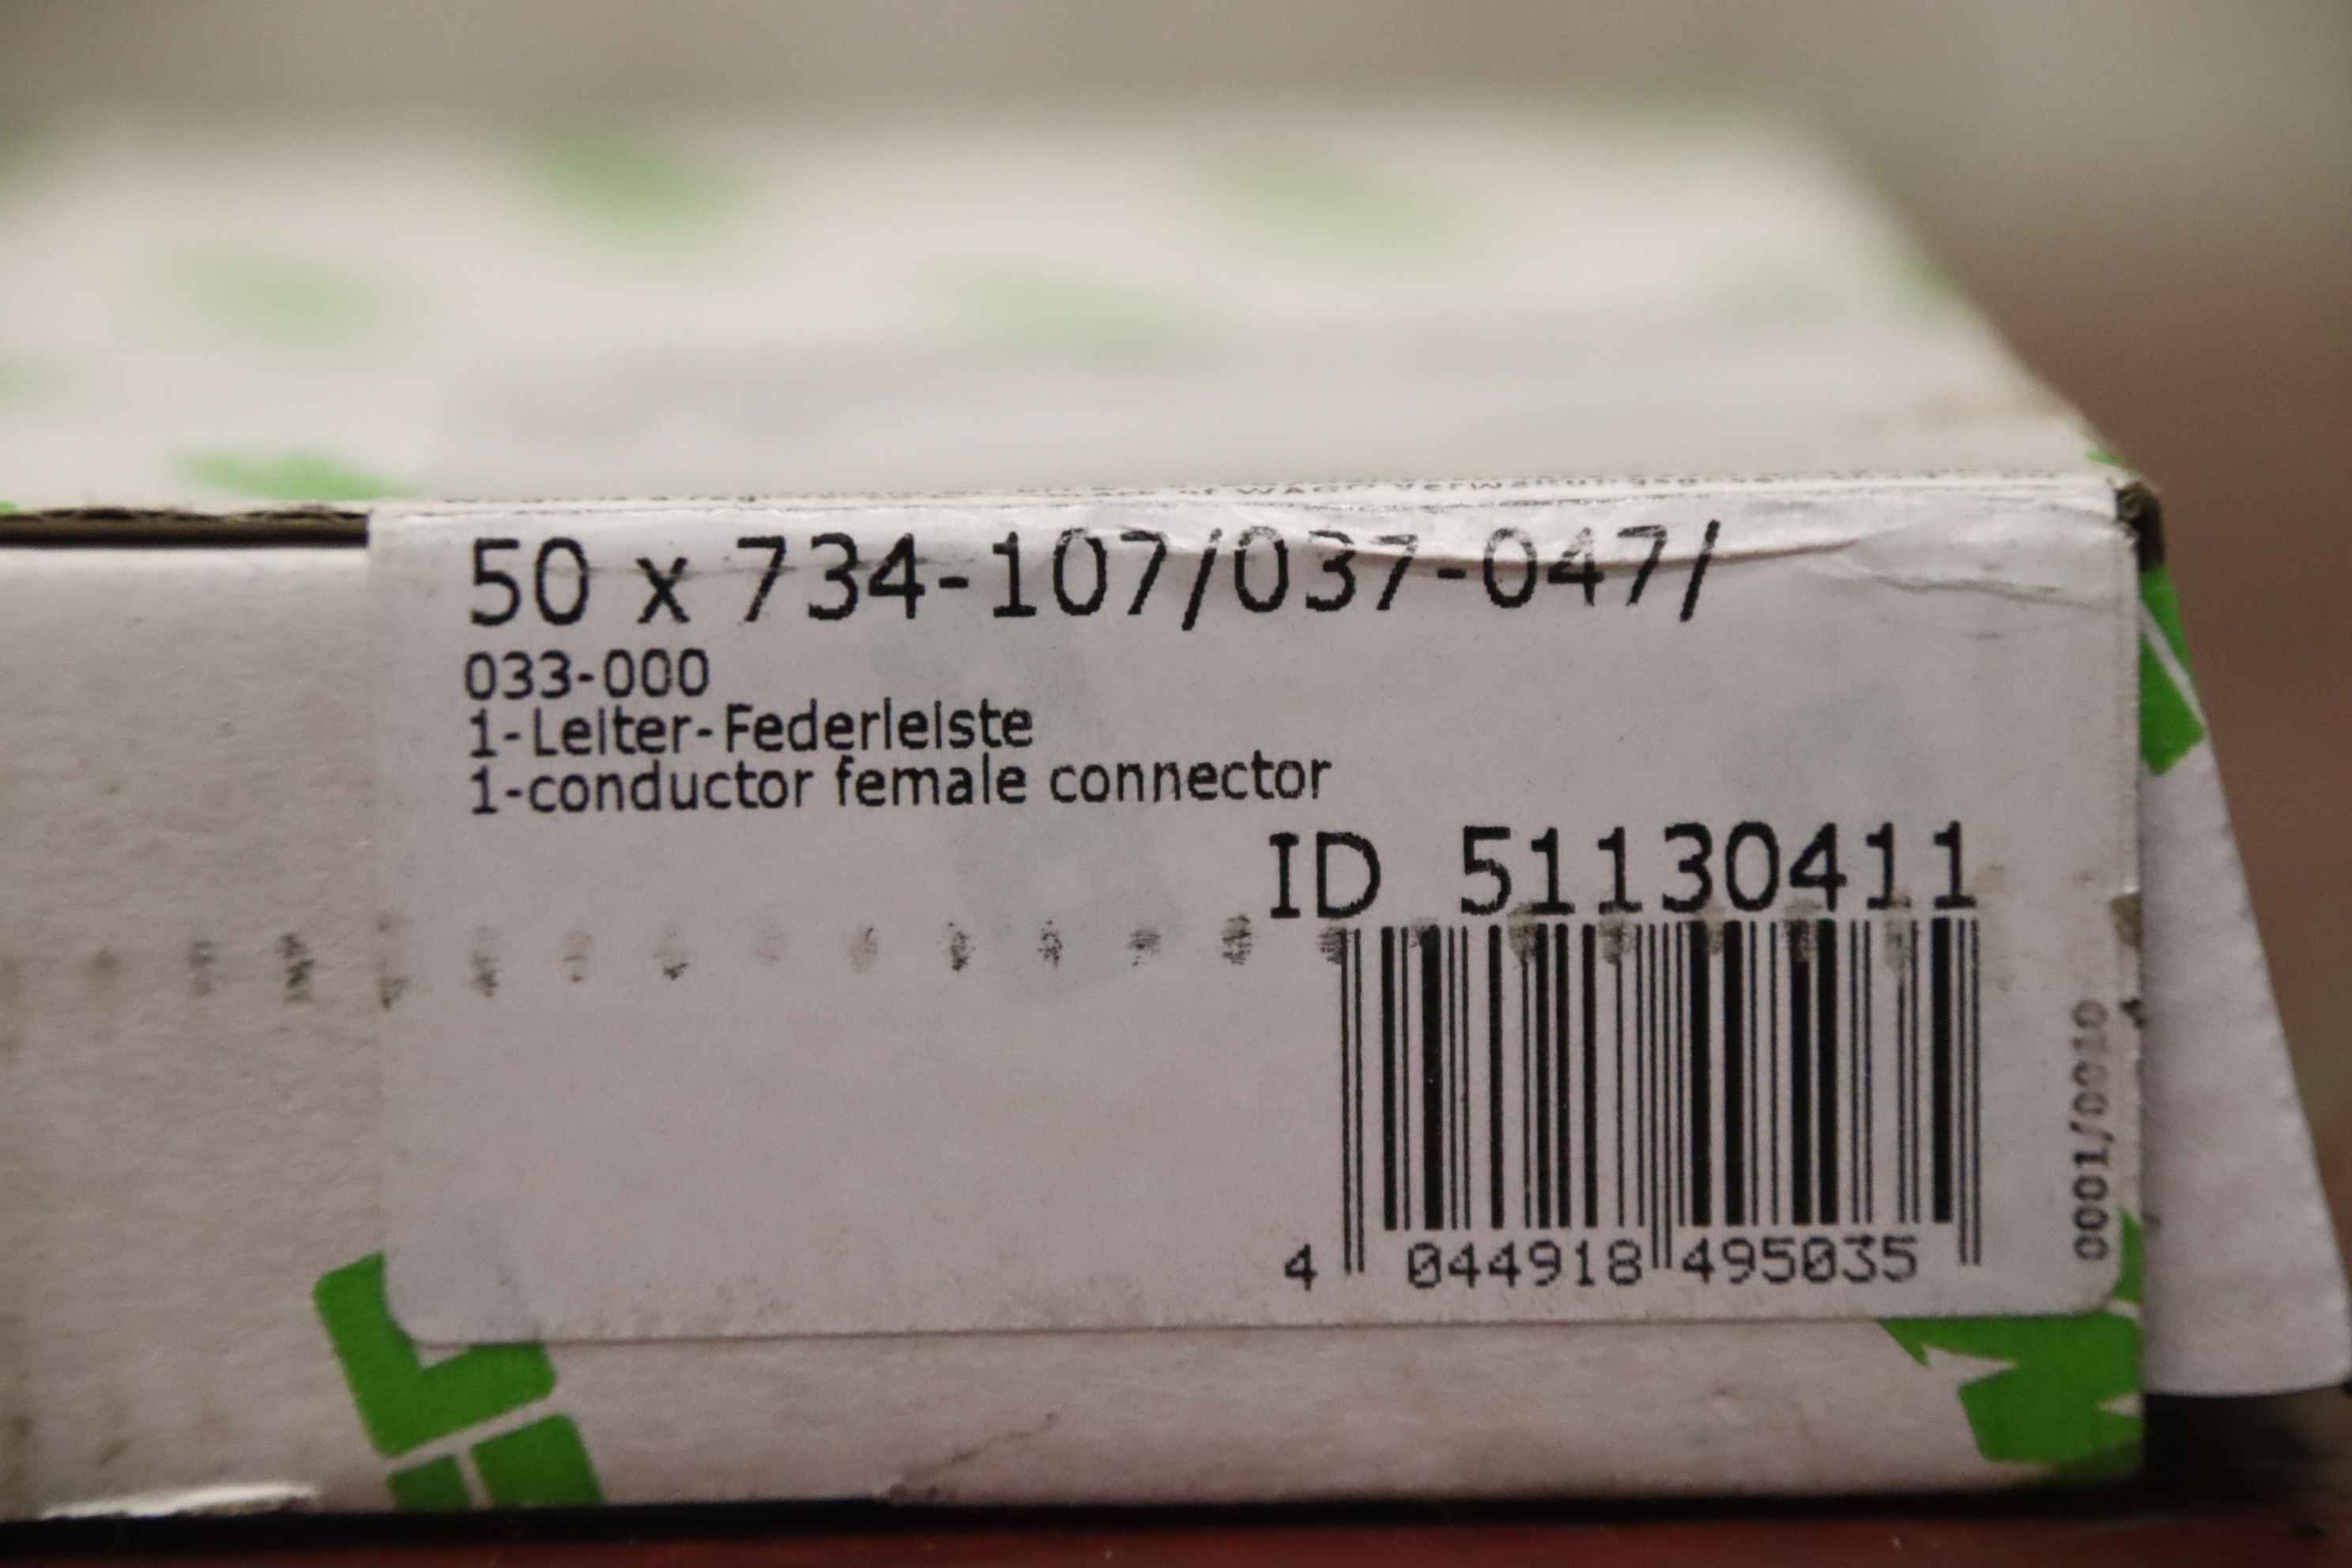 50 x 734-107/037-047/
033-000
1-Leiter-Federleiste
1-conductor female connector
ID 51130411
4 044918 495035
0001/0010